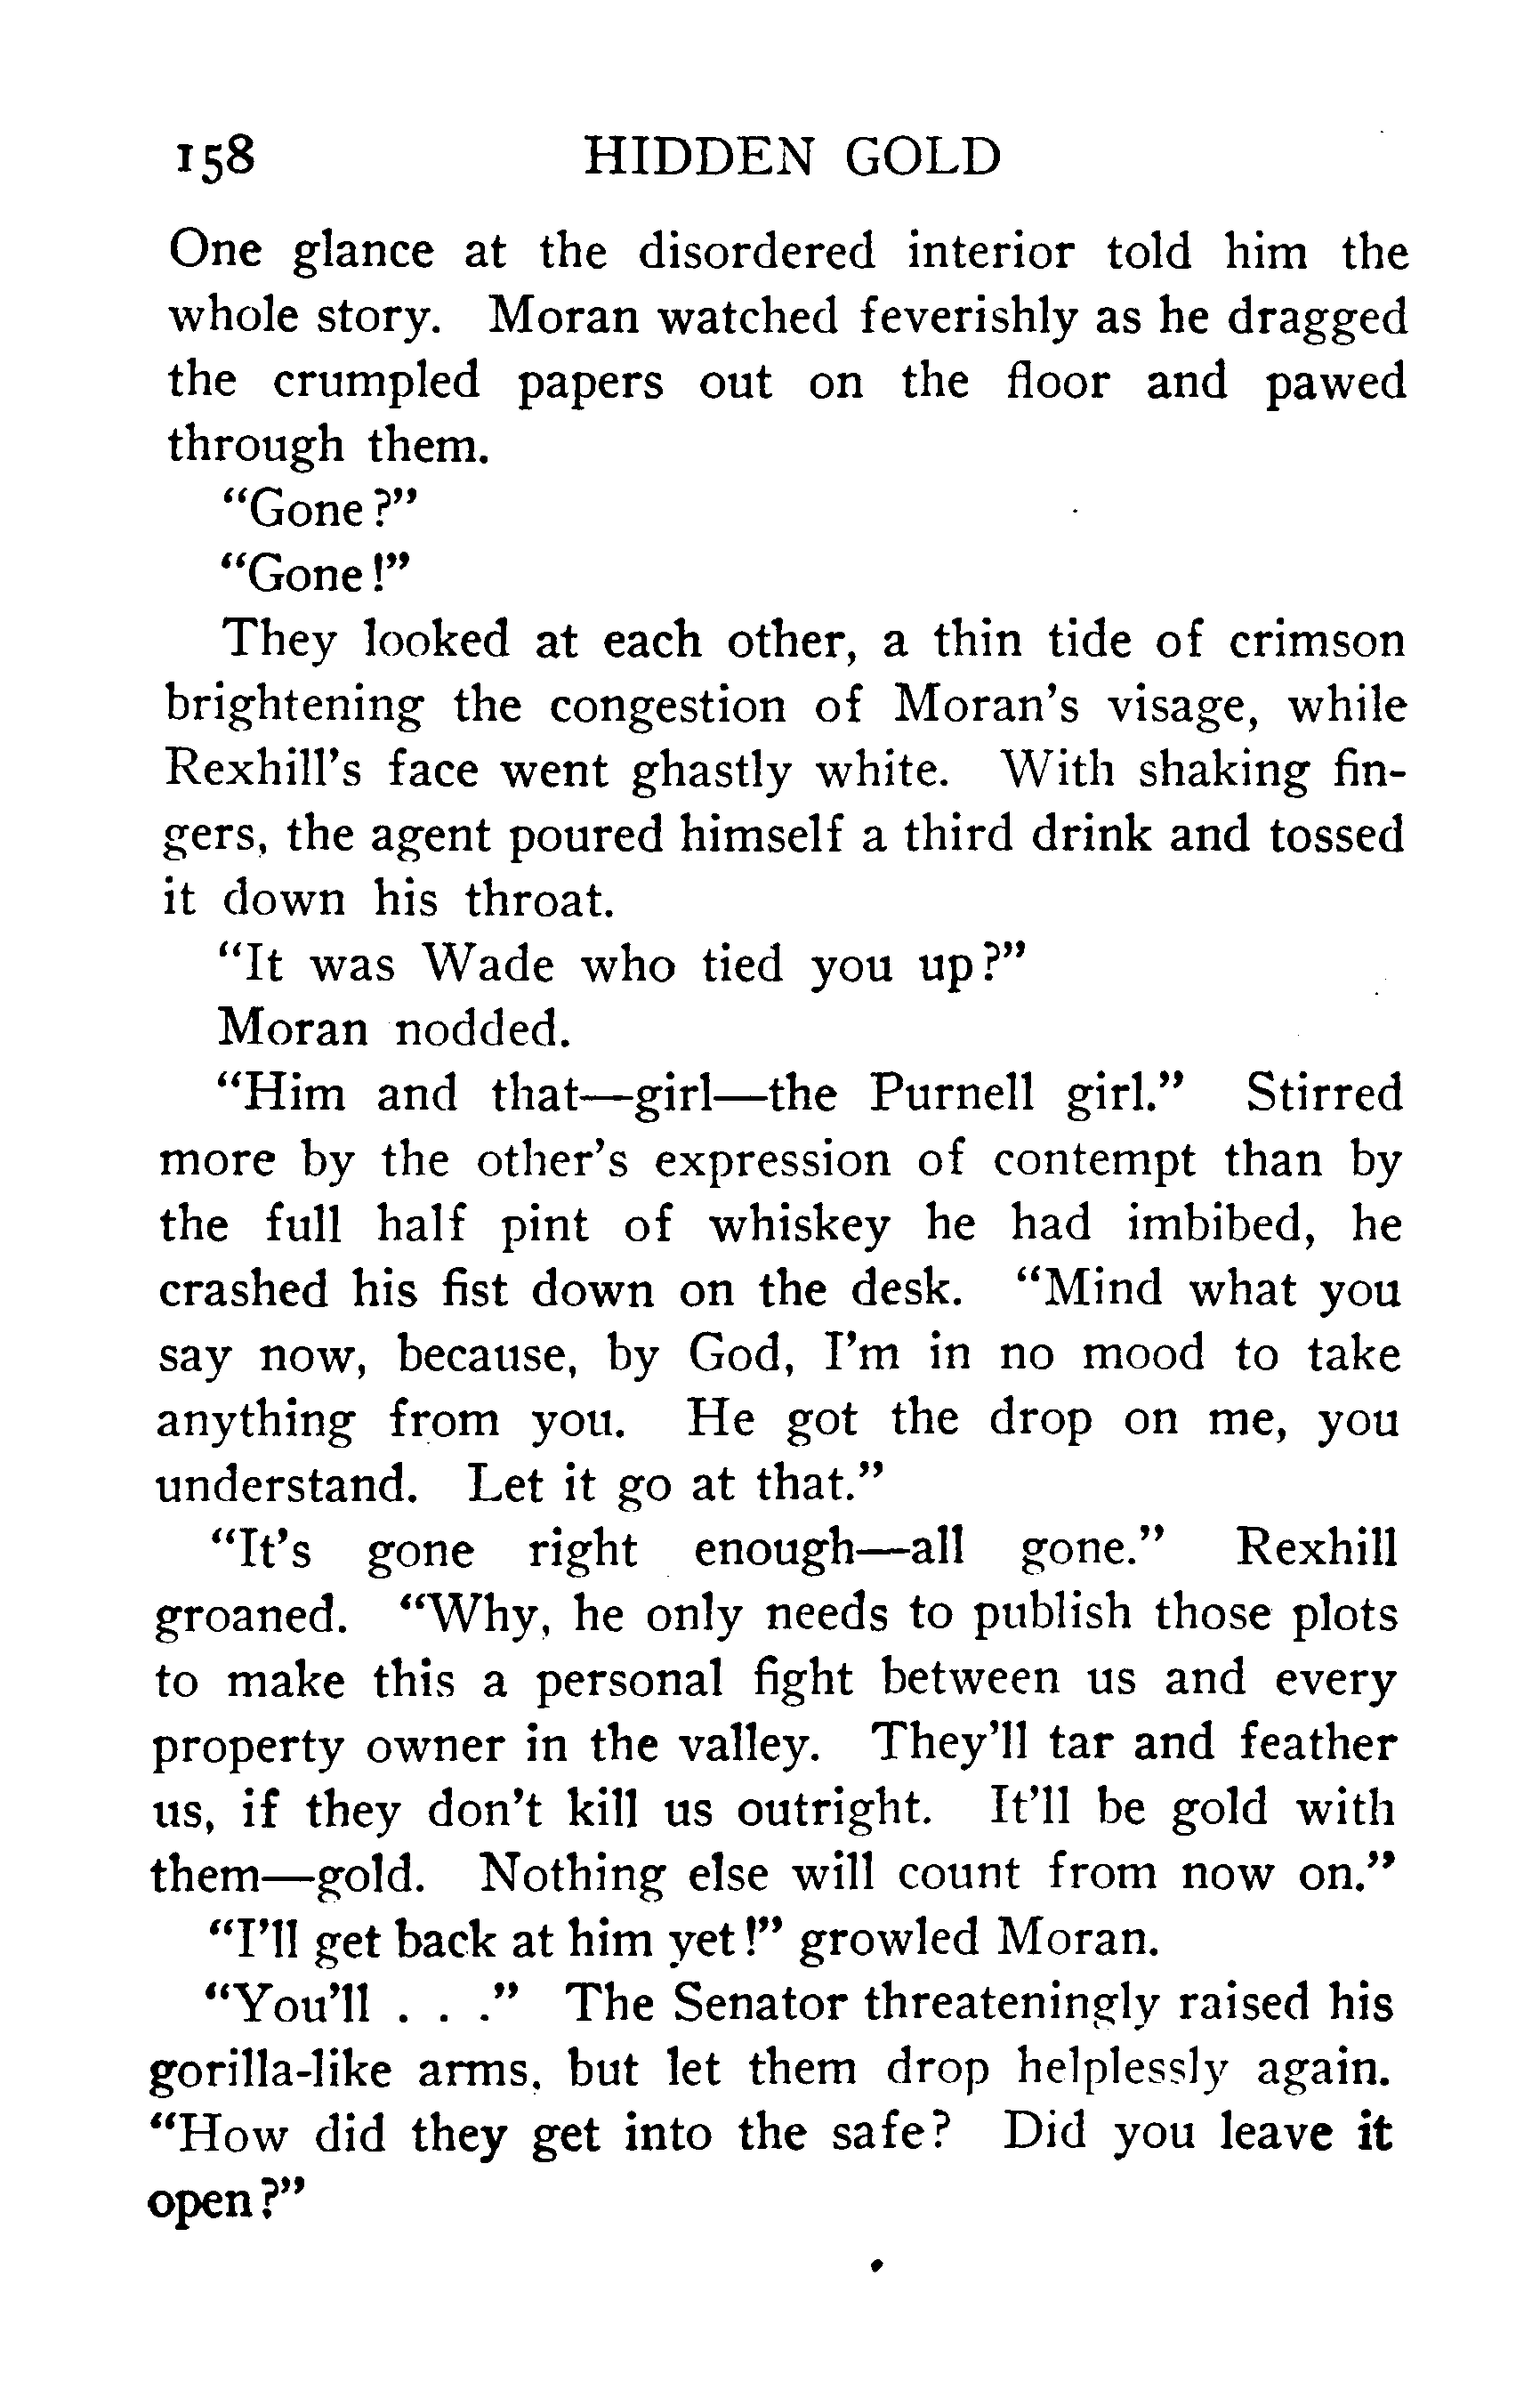 158 HIDDEN GOLD
One glance at the disordered interior told him the
whole story. Moran watched feverishly as he dragged
the crumpled papers out on the floor and pawed
through them.
“Gone?”
“Gone!”
They looked at each other, a thin tide of crimson
brightening the congestion of Moran’s visage, while
Rexhill’s face went ghastly white. With shaking fin-
gers, the agent poured himself a third drink and tossed
it down his throat.
“It was Wade who tied you up?”
Moran nodded.
“Him and that—girl—the Purnell girl.” Stirred
more by the other’s expression of contempt than by
the full half pint of whiskey he had imbibed, he
crashed his fist down on the desk. “Mind what you
say now, because, by God, I’m in no mood to take
anything from you. He got the drop on me, you
understand. Let it go at that.”
“It’s gone right enough—all gone.” Rexhill
groaned. “Why, he only needs to publish those plots
to make this a personal fight between us and every
property owner in the valley. They’ll tar and feather
us, if they don’t kill us outright. It’ll be gold with
them—gold. Nothing else will count from now on.”
“I’ll get back at him yet!” growled Moran.
“You’ll . . .” The Senator threateningly raised his
gorilla-like arms, but let them drop helplessly again.
“How did they get into the safe? Did you leave it
open?”